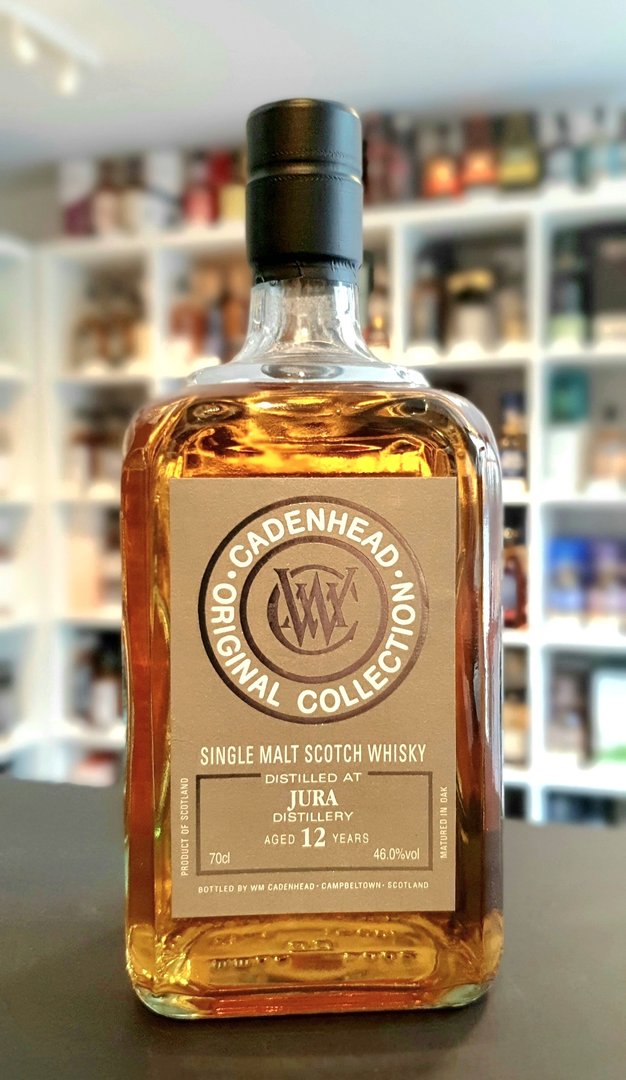 · CADENHEAD ·
ORIGINAL COLLECTION
WC
SINGLE MALT SCOTCH WHISKY
DISTILLED AT
JURA
DISTILLERY
AGED 12 YEARS
70cl 46.0%vol
PRODUCT OF SCOTLAND
MATURED IN OAK
BOTTLED BY WM CADENHEAD · CAMPBELTOWN · SCOTLAND